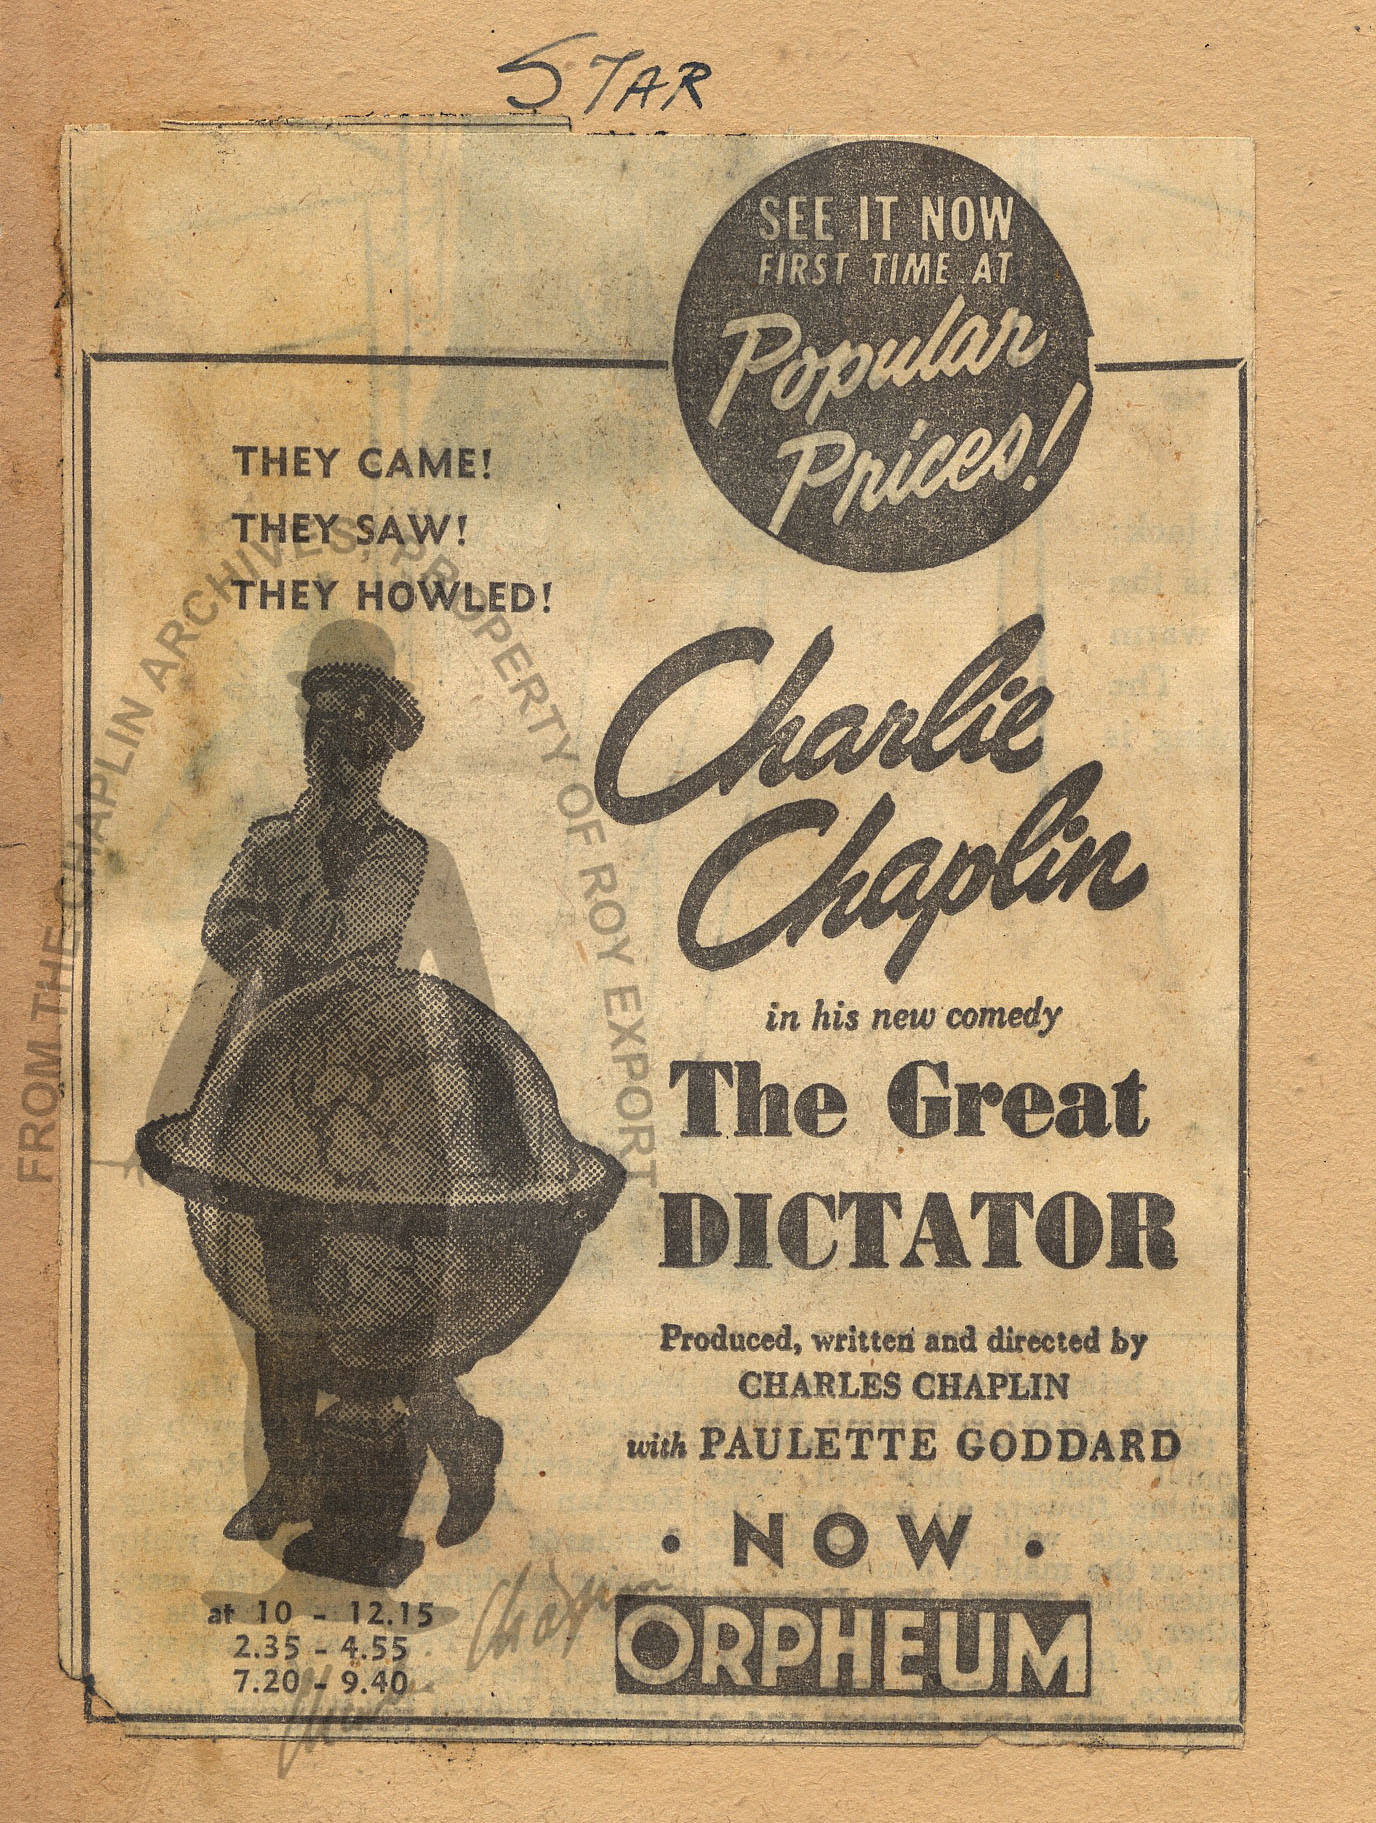 STAR
SEE IT NOW
FIRST TIME AT
Popular
Prices!
THEY CAME!
THEY SAW!
THEY HOWLED!
FROM THE CHAPLIN ARCHIVES, PROPERTY OF ROY EXPORT
Charlie
Chaplin
in his new comedy
The Great
DICTATOR
Produced, written and directed by
CHARLES CHAPLIN
with PAULETTE GODDARD
• NOW •
ORPHEUM
at 10 - 12.15
2.35 - 4.55
7.20 - 9.40